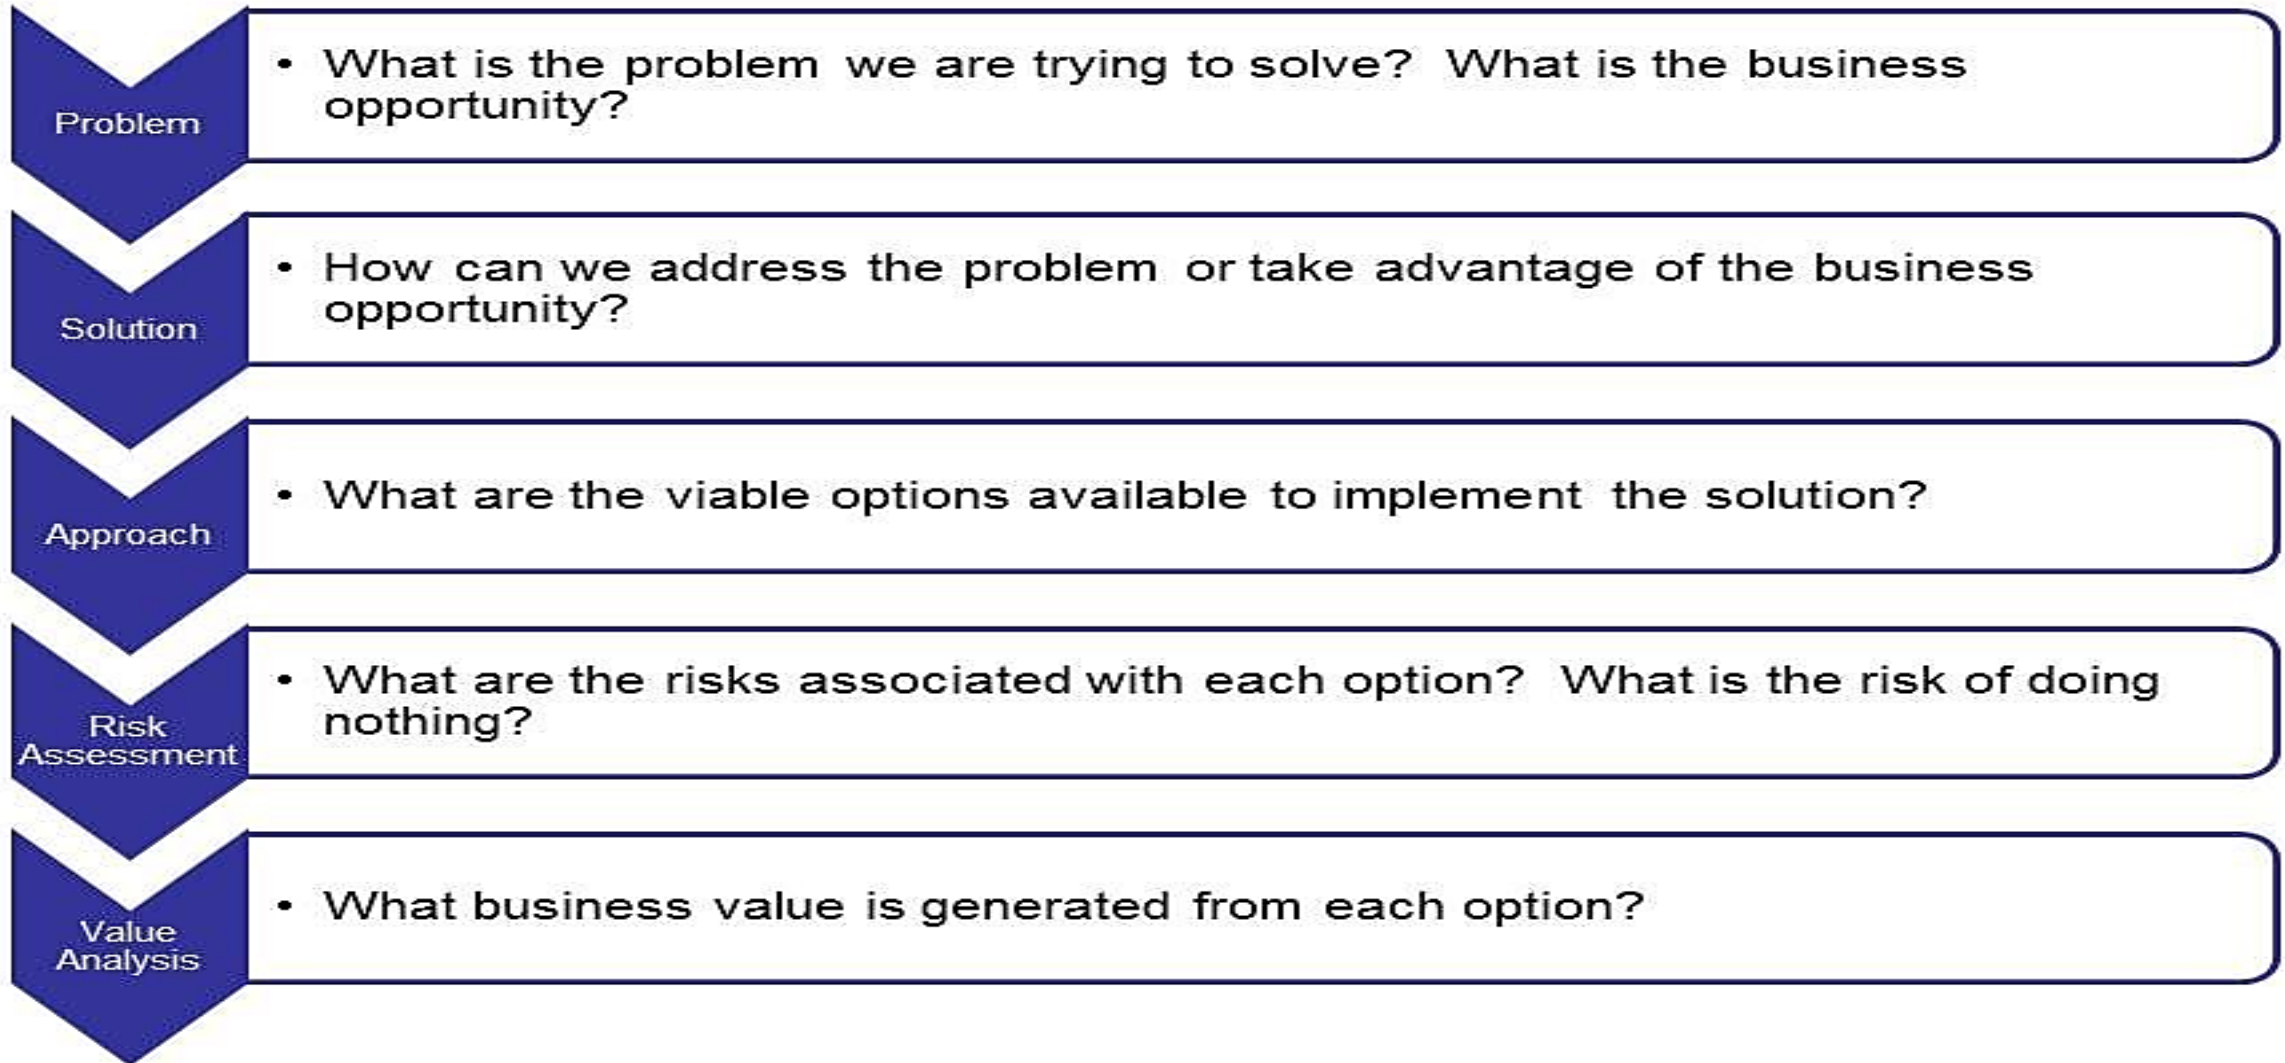 Problem
• What is the problem we are trying to solve? What is the business
opportunity?
Solution
• How can we address the problem or take advantage of the business
opportunity?
Approach
• What are the viable options available to implement the solution?
Risk
Assessment
• What are the risks associated with each option? What is the risk of doing
nothing?
Value
Analysis
• What business value is generated from each option?